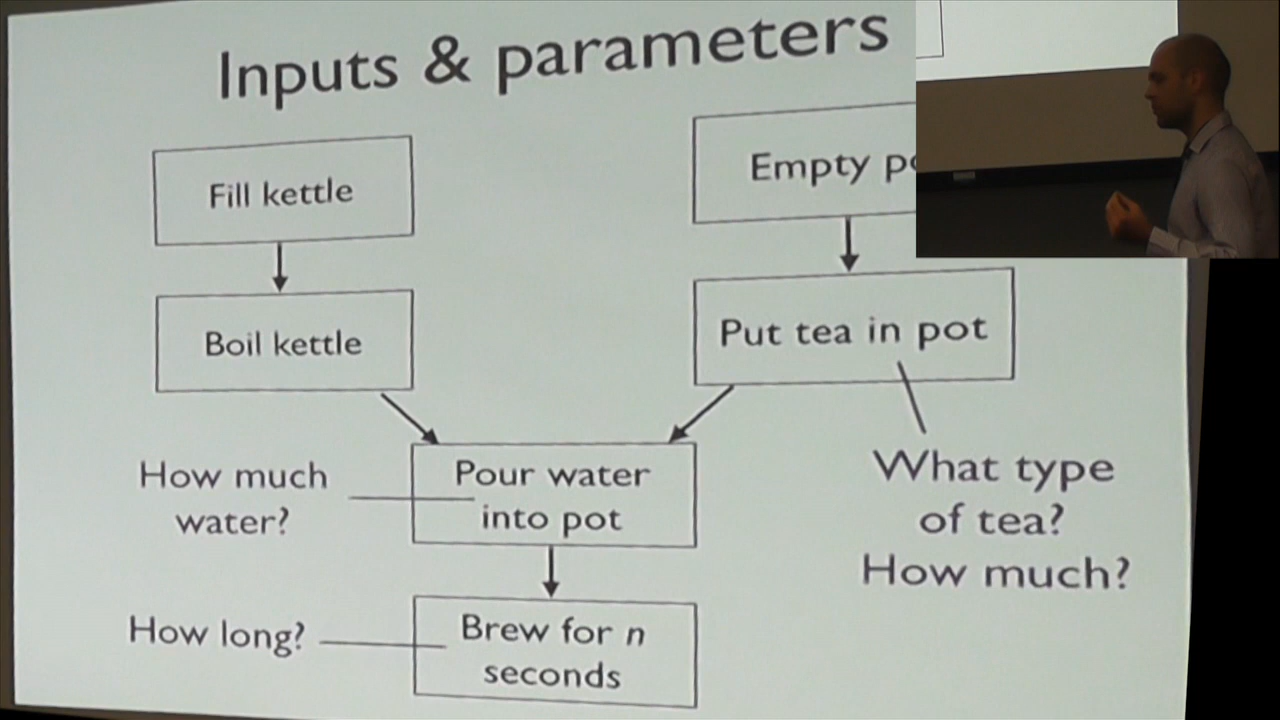 Inputs & parameters
Fill kettle
Empty
Boil kettle
Put tea in pot
How much
water?
Pour water
into pot
What type
of tea?
How much?
How long?
Brew for n
seconds